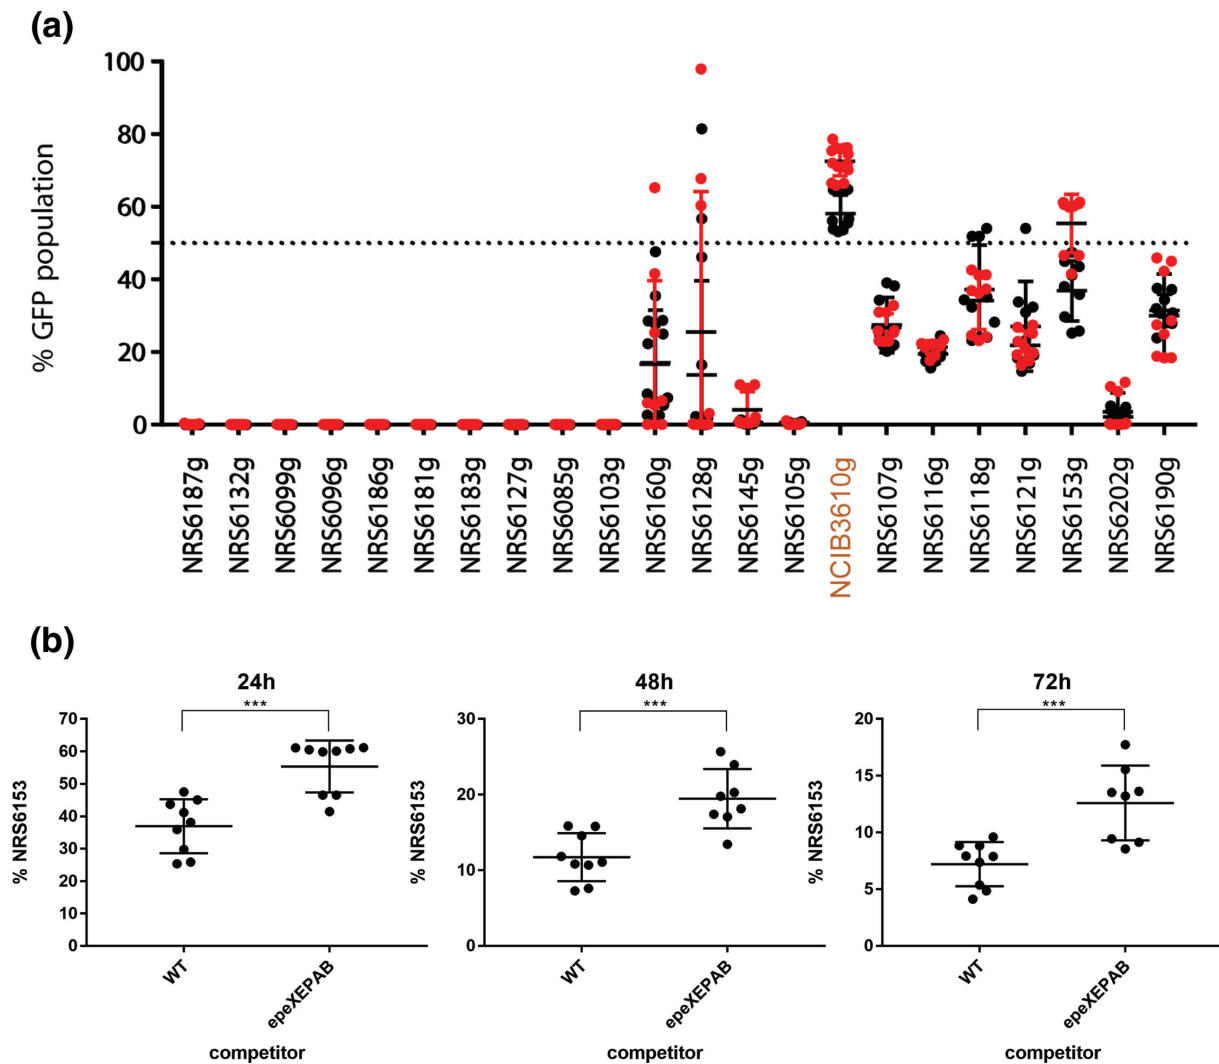 (a)
% GFP population
100
80
60
40
20
0
NRS6187g
NRS6132g
NRS6099g
NRS6096g
NRS6186g
NRS6181g
NRS6183g
NRS6127g
NRS6085g
NRS6103g
NRS6160g
NRS6128g
NRS6145g
NRS6105g
NCIB3610g
NRS6107g
NRS6116g
NRS6118g
NRS6121g
NRS6153g
NRS6202g
NRS6190g
(b)
24h
***
% NRS6153
70
60
50
40
30
20
10
0
WT
epeXEPAB
competitor
48h
***
% NRS6153
30
20
10
0
WT
epeXEPAB
competitor
72h
***
% NRS6153
20
15
10
5
0
WT
epeXEPAB
competitor